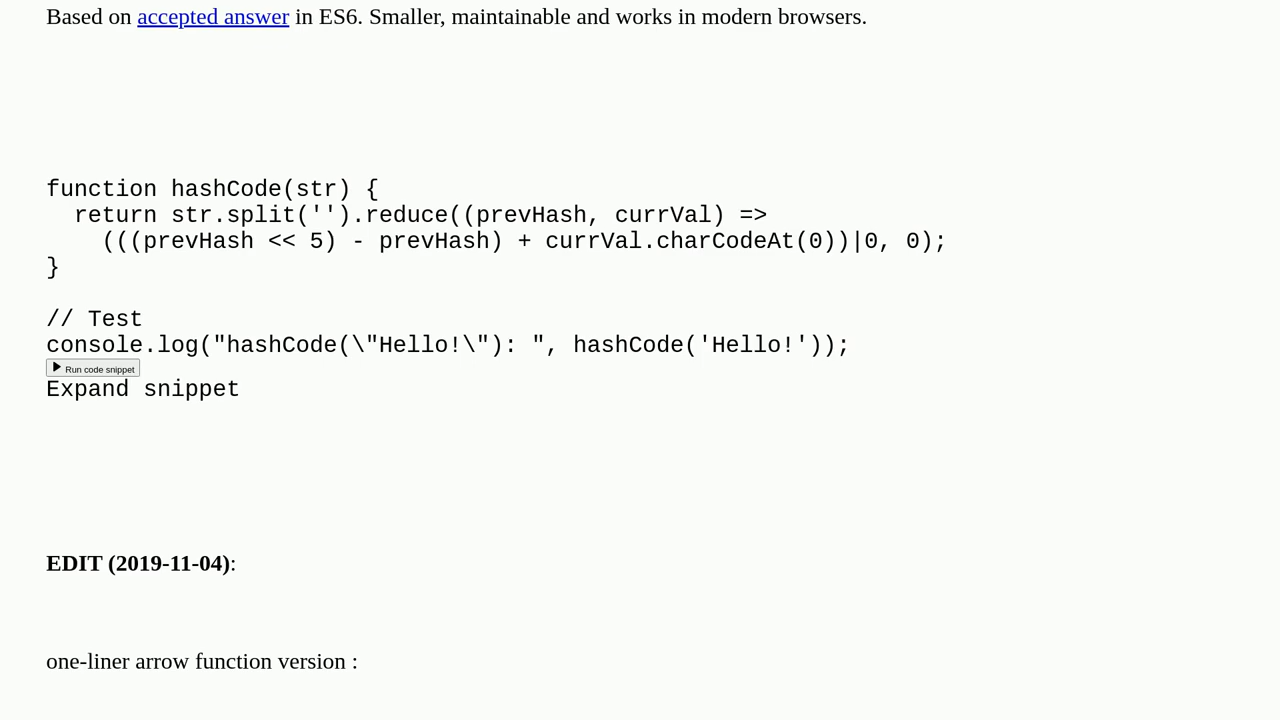 Based on accepted answer in ES6. Smaller, maintainable and works in modern browsers.
function hashCode(str) {
  return str.split('').reduce((prevHash, currVal) =>
    (((prevHash << 5) - prevHash) + currVal.charCodeAt(0))|0, 0);
}
// Test
console.log("hashCode(\"Hello!\"): ", hashCode('Hello!'));
Run code snippet
Expand snippet
EDIT (2019-11-04):
one-liner arrow function version :